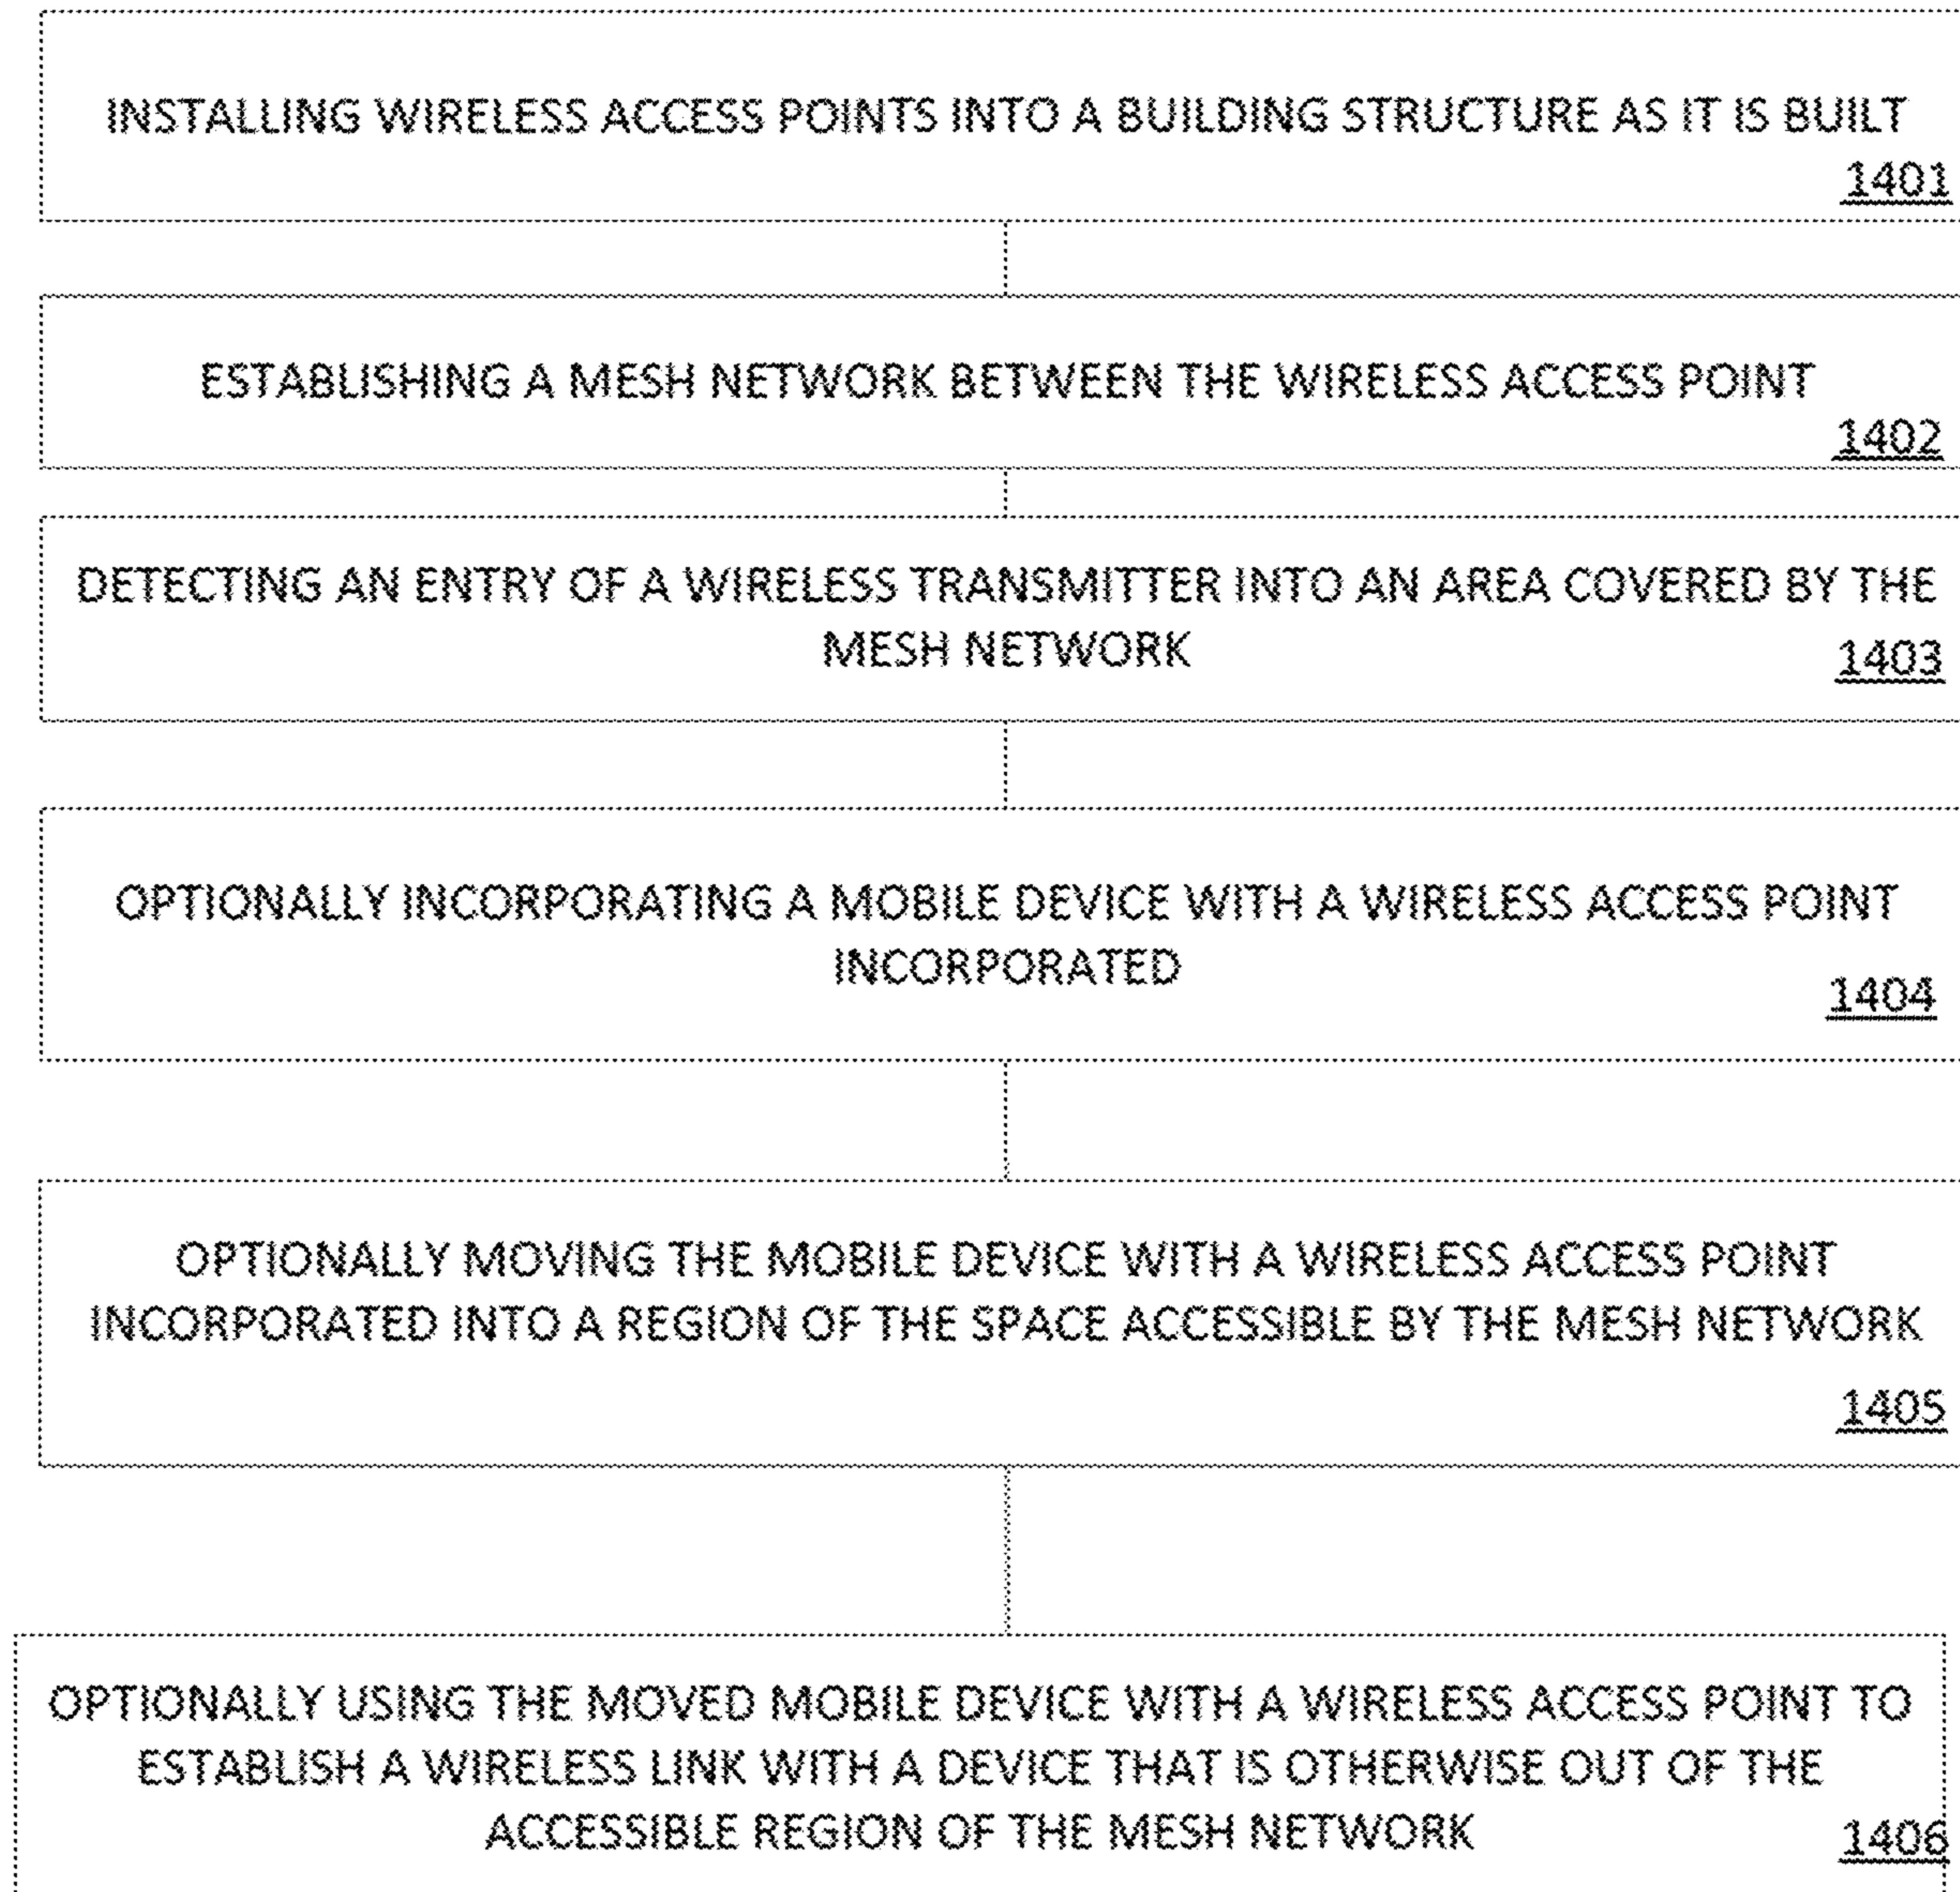 INSTALLING WIRELESS ACCESS POINTS INTO A BUILDING STRUCTURE AS IT IS BUILT
1401
ESTABLISHING A MESH NETWORK BETWEEN THE WIRELESS ACCESS POINT
1402
DETECTING AN ENTRY OF A WIRELESS TRANSMITTER INTO AN AREA COVERED BY THE
MESH NETWORK
1403
OPTIONALLY INCORPORATING A MOBILE DEVICE WITH A WIRELESS ACCESS POINT
INCORPORATED
1404
OPTIONALLY MOVING THE MOBILE DEVICE WITH A WIRELESS ACCESS POINT
INCORPORATED INTO A REGION OF THE SPACE ACCESSIBLE BY THE MESH NETWORK
1405
OPTIONALLY USING THE MOVED MOBILE DEVICE WITH A WIRELESS ACCESS POINT TO
ESTABLISH A WIRELESS LINK WITH A DEVICE THAT IS OTHERWISE OUT OF THE
ACCESSIBLE REGION OF THE MESH NETWORK
1406